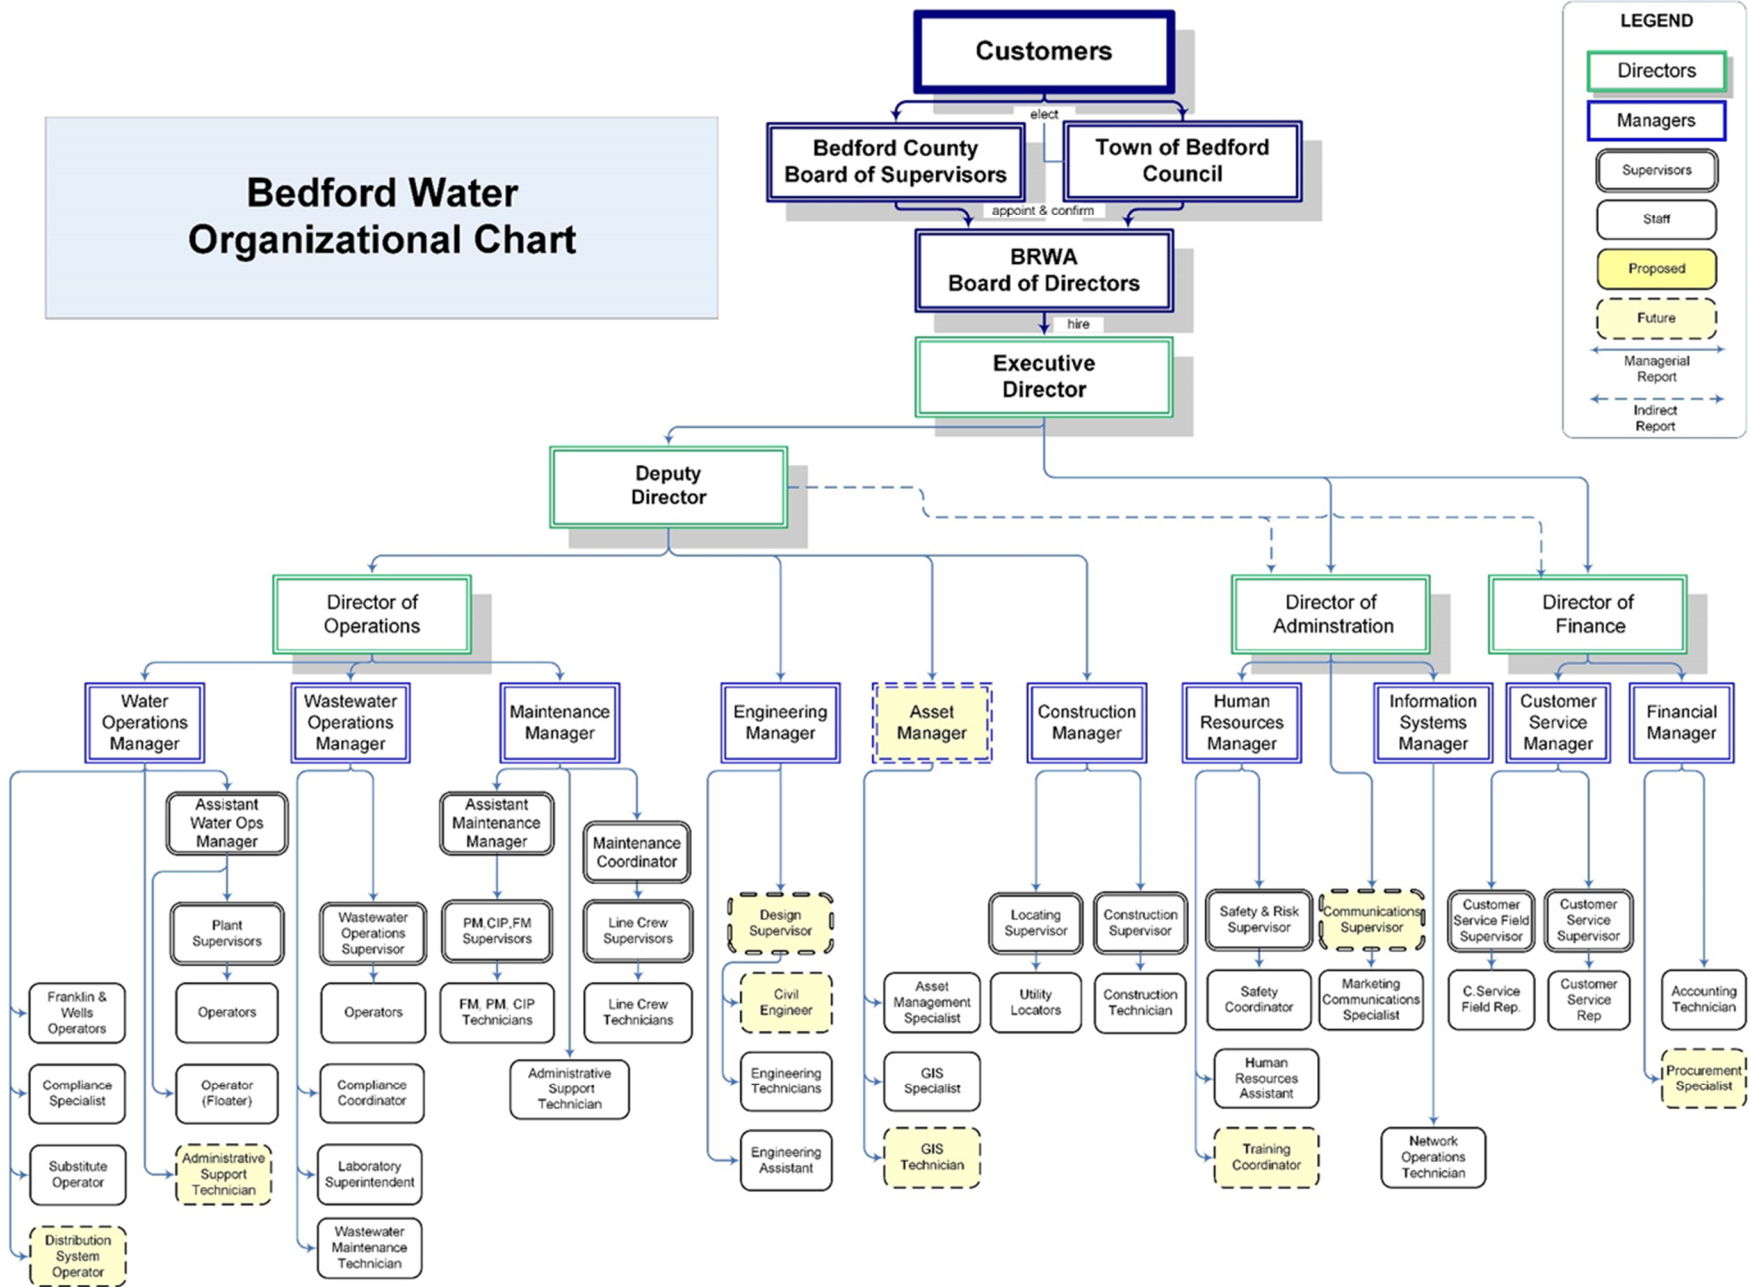 Customers
elect
Bedford County
Board of Supervisors
Town of Bedford
Council
appoint & confirm
BRWA
Board of Directors
hire
Executive
Director
Bedford Water
Organizational Chart
LEGEND
Directors
Managers
Supervisors
Staff
Proposed
Future
Managerial
Report
Indirect
Report
Deputy
Director
Director of
Operations
Director of
Adminstration
Director of
Finance
Water
Operations
Manager
Wastewater
Operations
Manager
Maintenance
Manager
Engineering
Manager
Asset
Manager
Construction
Manager
Human
Resources
Manager
Information
Systems
Manager
Customer
Service
Manager
Financial
Manager
Assistant
Water Ops
Manager
Assistant
Maintenance
Manager
Maintenance
Coordinator
Plant
Supervisors
Wastewater
Operations
Supervisor
PM,CIP,FM
Supervisors
Line Crew
Supervisors
Design
Supervisor
Locating
Supervisor
Construction
Supervisor
Safety & Risk
Supervisor
Communications
Supervisor
Customer
Service Field
Supervisor
Customer
Service
Supervisor
Franklin &
Wells
Operators
Operators
Operators
FM, PM, CIP
Technicians
Line Crew
Technicians
Civil
Engineer
Asset
Management
Specialist
Utility
Locators
Construction
Technician
Safety
Coordinator
Marketing
Communications
Specialist
C.Service
Field Rep.
Customer
Service
Rep
Accounting
Technician
Compliance
Specialist
Operator
(Floater)
Compliance
Coordinator
Administrative
Support
Technician
Engineering
Technicians
GIS
Specialist
Human
Resources
Assistant
Procurement
Specialist
Substitute
Operator
Administrative
Support
Technician
Laboratory
Superintendent
Engineering
Assistant
GIS
Technician
Training
Coordinator
Network
Operations
Technician
Distribution
System
Operator
Wastewater
Maintenance
Technician